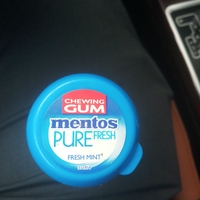 CHEWING
GUM
mentos
PURE FRESH
FRESH MINT*